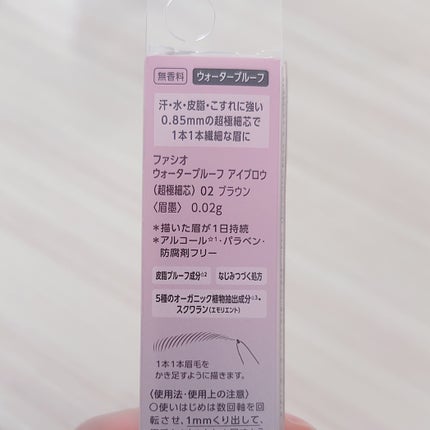 無香料 ウォータープルーフ
汗・水・皮脂・こすれに強い
0.85mmの超極細芯で
1本1本繊細な眉に
ファシオ
ウォータープルーフ アイブロウ
(超極細芯) 02 ブラウン
〈眉墨〉 0.02g
*描いた眉が1日持続
*アルコール☆1・パラベン・
防腐剤フリー
皮脂プルーフ成分☆2 なじみつづく処方
5種のオーガニック植物抽出成分☆3・
スクワラン(エモリエント)
1本1本眉毛を
かき足すように描きます。
〈使用法・使用上の注意〉
○使いはじめは数回軸を回
転させ、1mmくり出して、